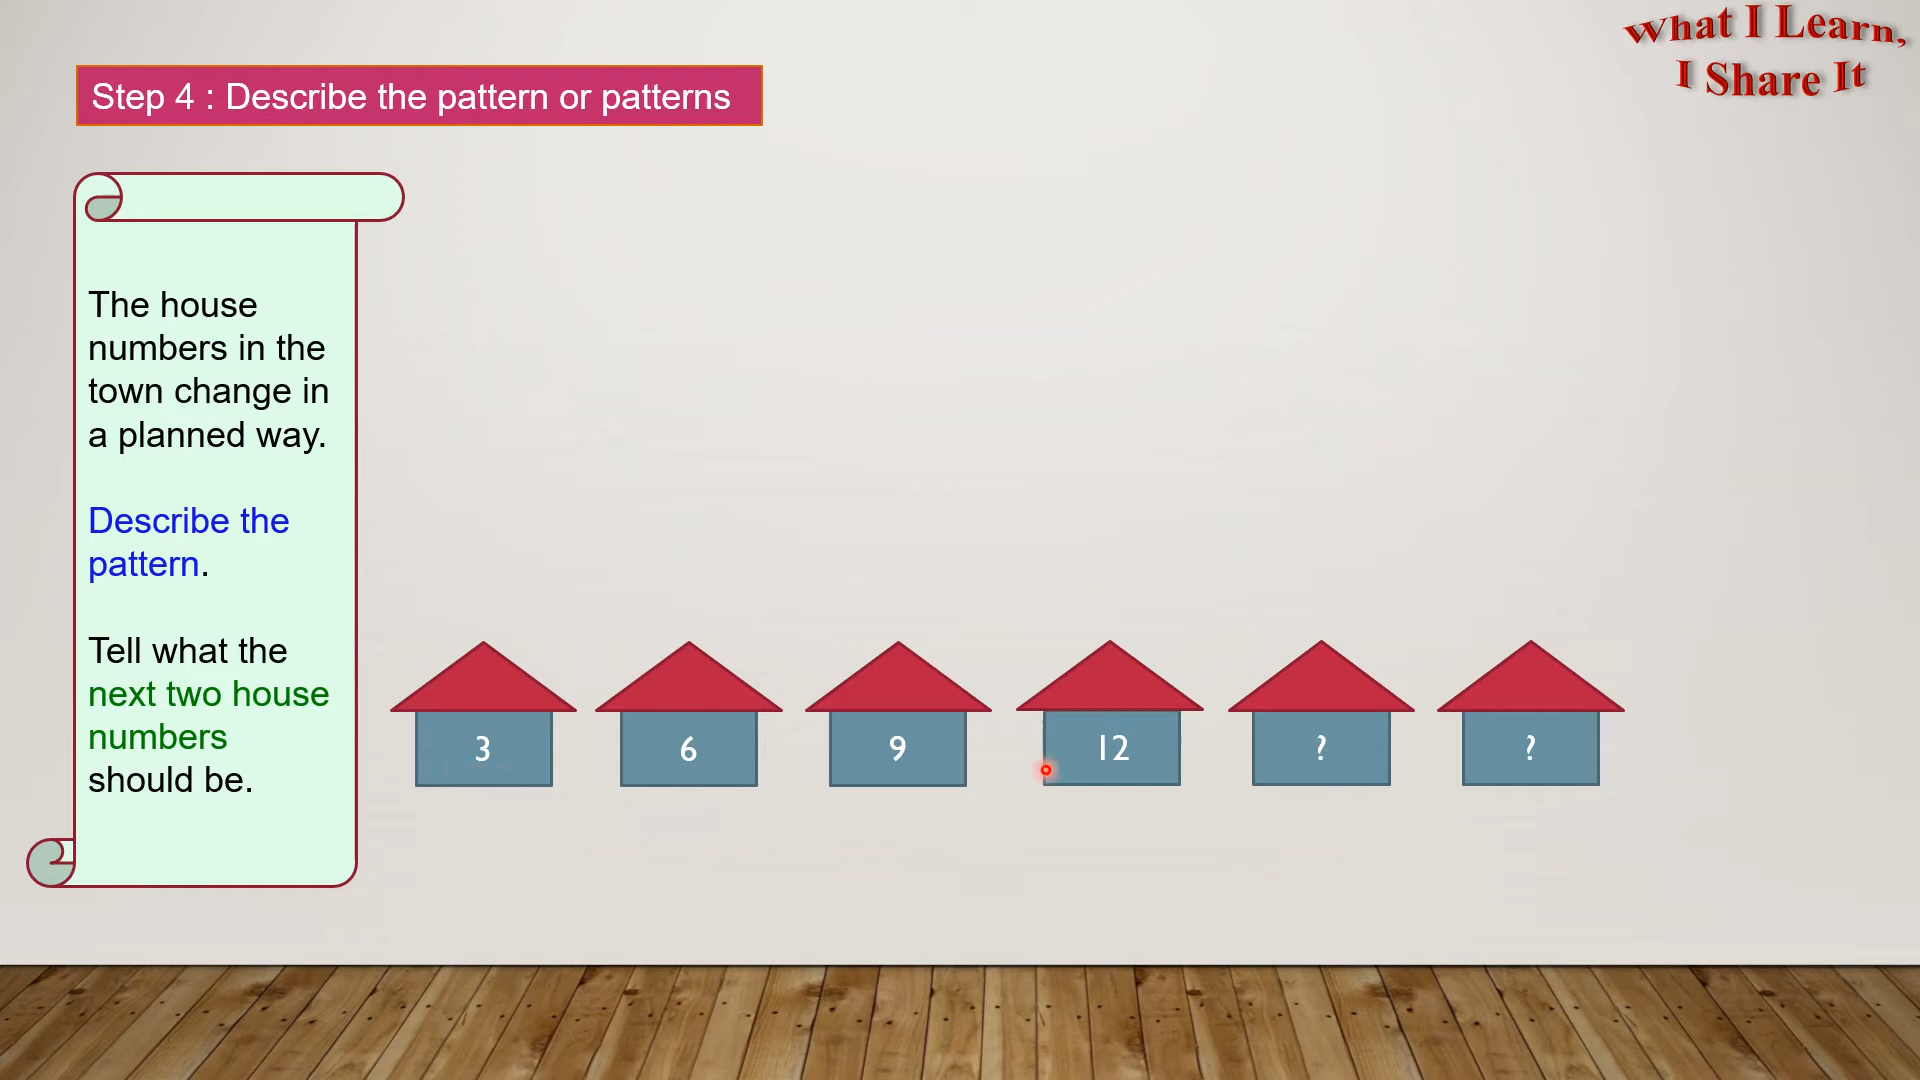 What I Learn,
I Share It
Step 4 : Describe the pattern or patterns
The house
numbers in the
town change in
a planned way.
Describe the
pattern.
Tell what the
next two house
numbers
should be.
3 6 9 12 ? ?